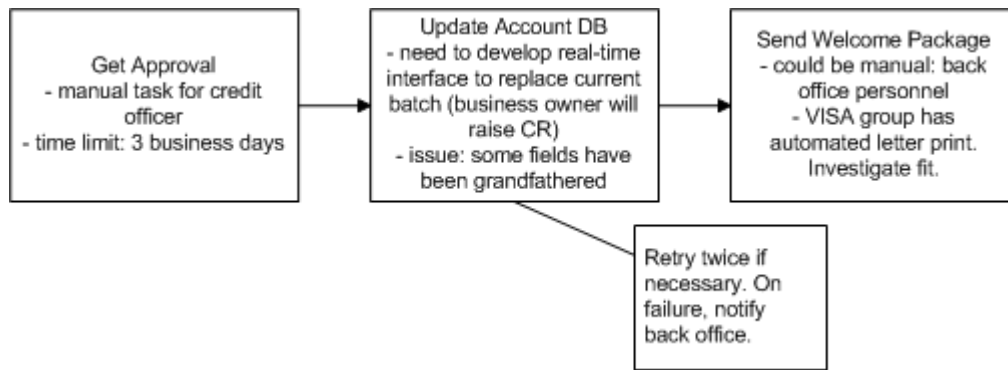 Get Approval
- manual task for credit
officer
- time limit: 3 business days
Update Account DB
- need to develop real-time
interface to replace current
batch (business owner will
raise CR)
- issue: some fields have
been grandfathered
Send Welcome Package
- could be manual: back
office personnel
- VISA group has
automated letter print.
Investigate fit.
Retry twice if
necessary. On
failure, notify
back office.